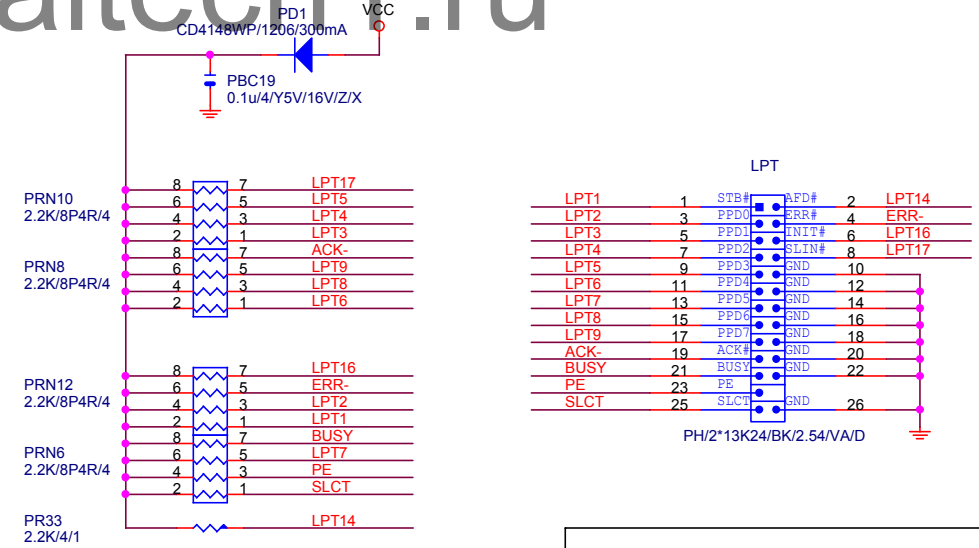 PD1
VCC
CD4148WP/1206/300mA
PBC19
0.1u/4/Y5V/16V/Z/X
PRN10
2.2K/8P4R/4
8 7 LPT17
6 5 LPT5
4 3 LPT4
2 1 LPT3
PRN8
2.2K/8P4R/4
8 7 ACK-
6 5 LPT9
4 3 LPT8
2 1 LPT6
PRN12
2.2K/8P4R/4
8 7 LPT16
6 5 ERR-
4 3 LPT2
2 1 LPT1
PRN6
2.2K/8P4R/4
8 7 BUSY
6 5 LPT7
4 3 PE
2 1 SLCT
PR33
2.2K/4/1
LPT14
LPT
LPT1 1 STB# AFD# 2 LPT14
LPT2 3 PPD0 ERR# 4 ERR-
LPT3 5 PPD1 INIT# 6 LPT16
LPT4 7 PPD2 SLIN# 8 LPT17
LPT5 9 PPD3 GND 10
LPT6 11 PPD4 GND 12
LPT7 13 PPD5 GND 14
LPT8 15 PPD6 GND 16
LPT9 17 PPD7 GND 18
ACK- 19 ACK# GND 20
BUSY 21 BUSY GND 22
PE 23 PE
SLCT 25 SLCT GND 26
PH/2*13K24/BK/2.54/VA/D